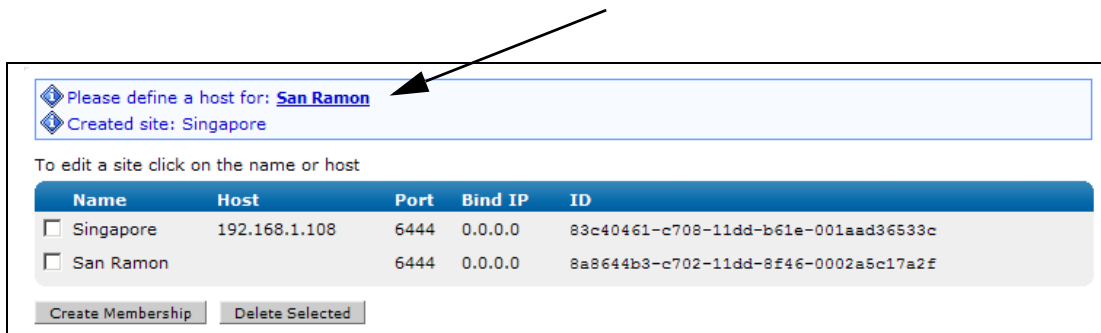 Please define a host for: San Ramon
Created site: Singapore
To edit a site click on the name or host
Name Host Port Bind IP ID
Singapore 192.168.1.108 6444 0.0.0.0 83c40461-c708-11dd-b61e-001aad36533c
San Ramon 6444 0.0.0.0 8a8644b3-c702-11dd-8f46-0002a5c17a2f
Create Membership Delete Selected